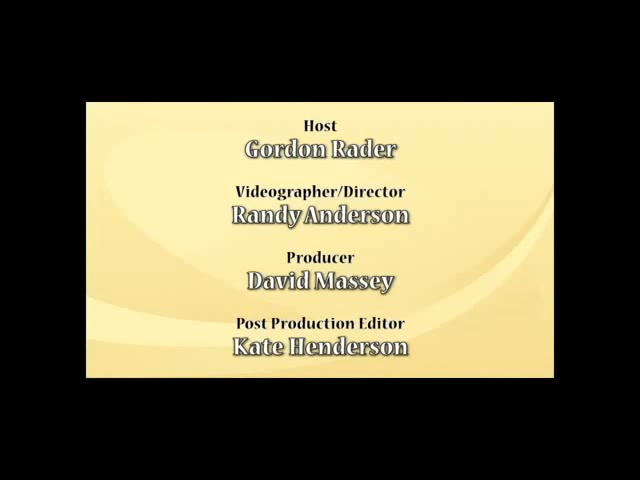 Host
Gordon Rader
Videographer/Director
Randy Anderson
Producer
David Massey
Post Production Editor
Kate Henderson